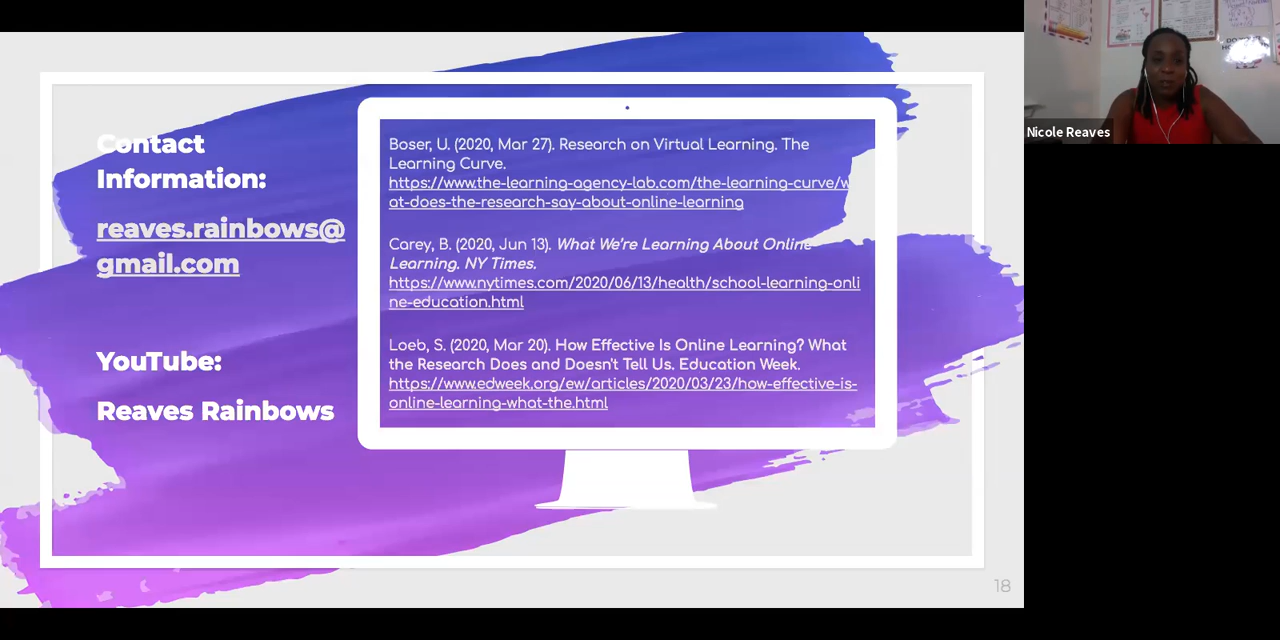 Contact
Information:
reaves.rainbows@
gmail.com
YouTube:
Reaves Rainbows
Boser, U. (2020, Mar 27). Research on Virtual Learning. The
Learning Curve.
https://www.the-learning-agency-lab.com/the-learning-curve/w
at-does-the-research-say-about-online-learning
Carey, B. (2020, Jun 13). What We're Learning About Online
Learning. NY Times.
https://www.nytimes.com/2020/06/13/health/school-learning-onli
ne-education.html
Loeb, S. (2020, Mar 20). How Effective Is Online Learning? What
the Research Does and Doesn't Tell Us. Education Week.
https://www.edweek.org/ew/articles/2020/03/23/how-effective-is-
online-learning-what-the.html
18
Nicole Reaves